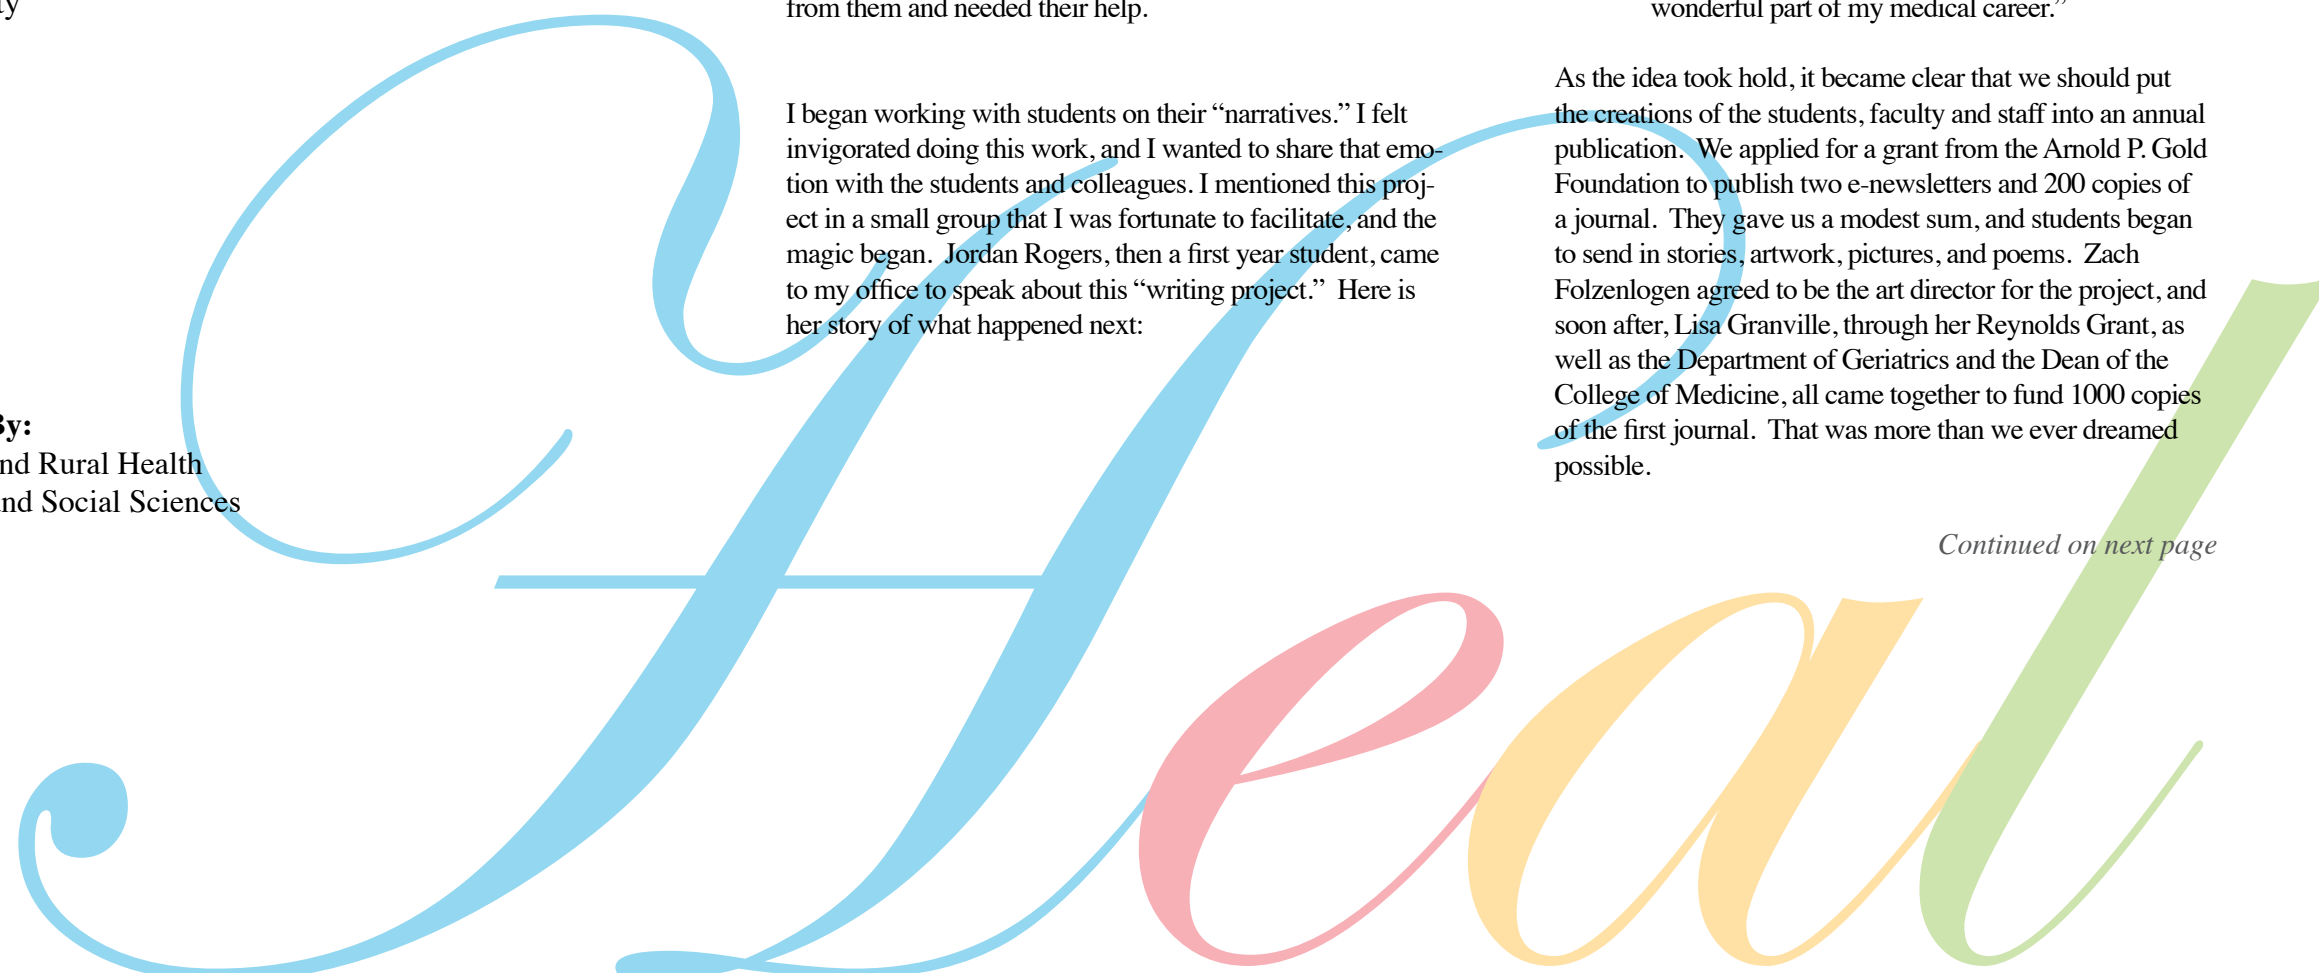 ty
By:
nd Rural Health
and Social Sciences
from them and needed their help.
I began working with students on their “narratives.” I felt
invigorated doing this work, and I wanted to share that emo-
tion with the students and colleagues. I mentioned this proj-
ect in a small group that I was fortunate to facilitate, and the
magic began.  Jordan Rogers, then a first year student, came
to my office to speak about this “writing project.”  Here is
her story of what happened next:
wonderful part of my medical career.”
As the idea took hold, it became clear that we should put
the creations of the students, faculty and staff into an annual
publication.  We applied for a grant from the Arnold P. Gold
Foundation to publish two e-newsletters and 200 copies of
a journal.  They gave us a modest sum, and students began
to send in stories, artwork, pictures, and poems.  Zach
Folzenlogen agreed to be the art director for the project, and
soon after, Lisa Granville, through her Reynolds Grant, as
well as the Department of Geriatrics and the Dean of the
College of Medicine, all came together to fund 1000 copies
of the first journal.  That was more than we ever dreamed
possible.
Continued on next page
Heal